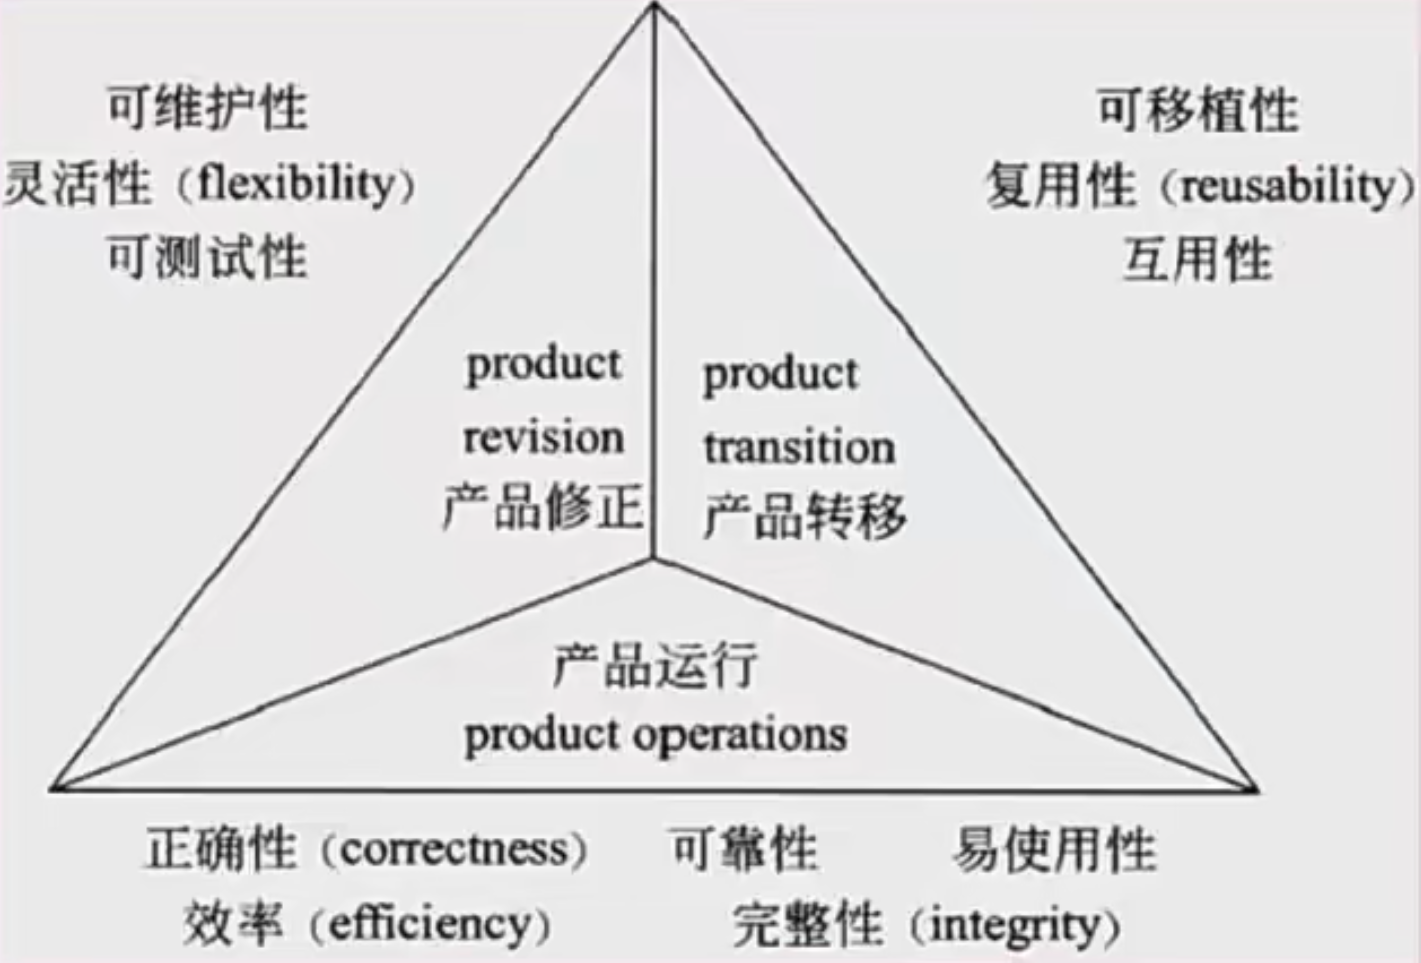 可维护性
灵活性（flexibility）
可测试性
可移植性
复用性（reusability）
互用性
product
revision
产品修正
product
transition
产品转移
产品运行
product operations
正确性（correctness） 可靠性 易使用性
效率（efficiency） 完整性（integrity）